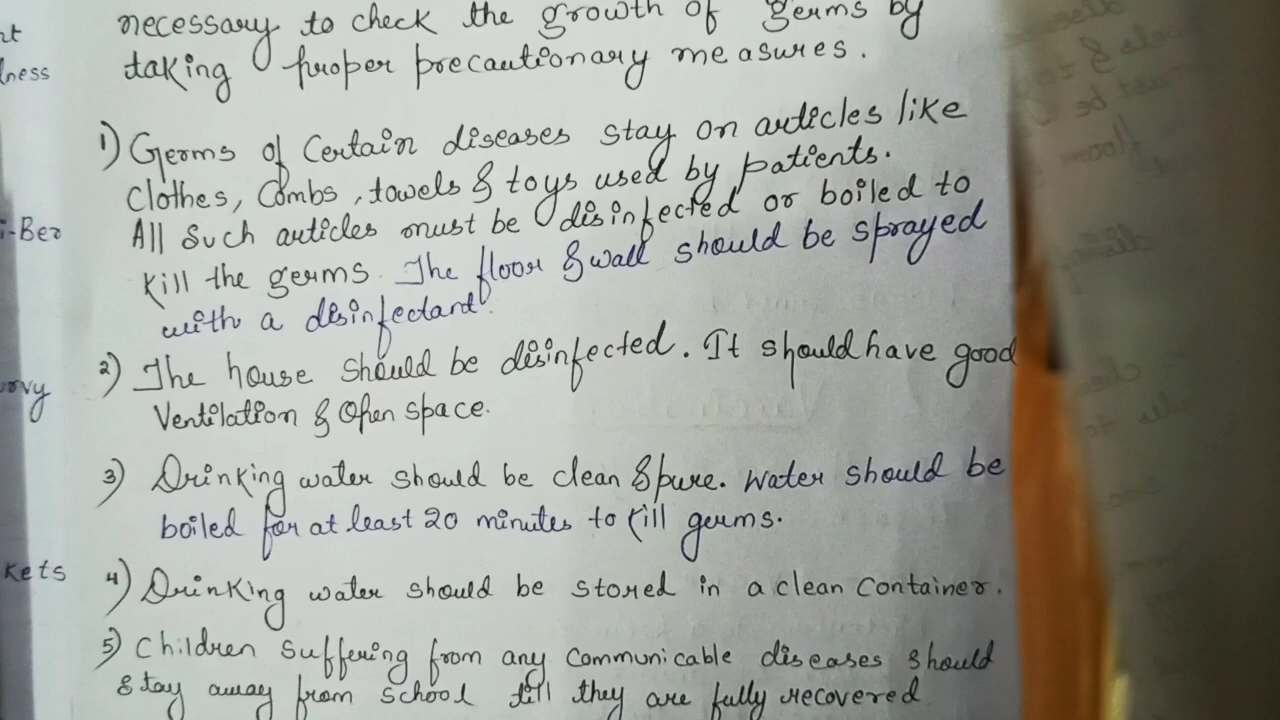 necessary to check the growth of germs by
taking proper precautionary measures.
1) Germs of Certain diseases stay on articles like
Clothes, Combs, towels & toys used by patients.
All Such articles must be disinfected or boiled to
kill the germs. The floor & wall should be sprayed
with a disinfectant.
2) The house should be disinfected. It should have good
Ventilation & Open space.
3) Drinking water should be clean & pure. Water should be
boiled for at least 20 minutes to kill germs.
4) Drinking water should be stored in a clean Container.
5) Children Suffering from any Communicable diseases should
stay away from School till they are fully recovered
lness
i-Ber
kets